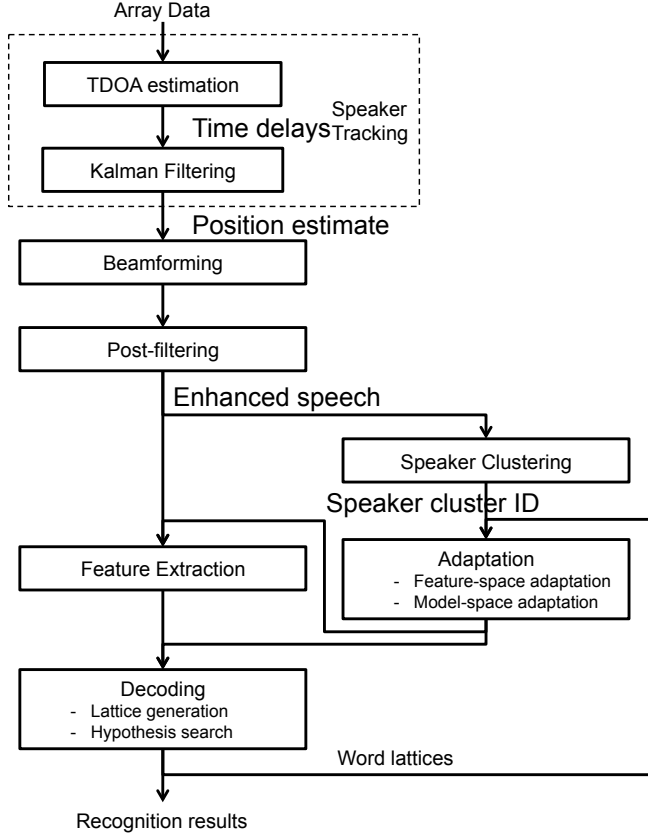 Array Data
TDOA estimation
Time delays
Speaker
Tracking
Kalman Filtering
Position estimate
Beamforming
Post-filtering
Enhanced speech
Speaker Clustering
Speaker cluster ID
Feature Extraction
Adaptation
- Feature-space adaptation
- Model-space adaptation
Decoding
- Lattice generation
- Hypothesis search
Word lattices
Recognition results